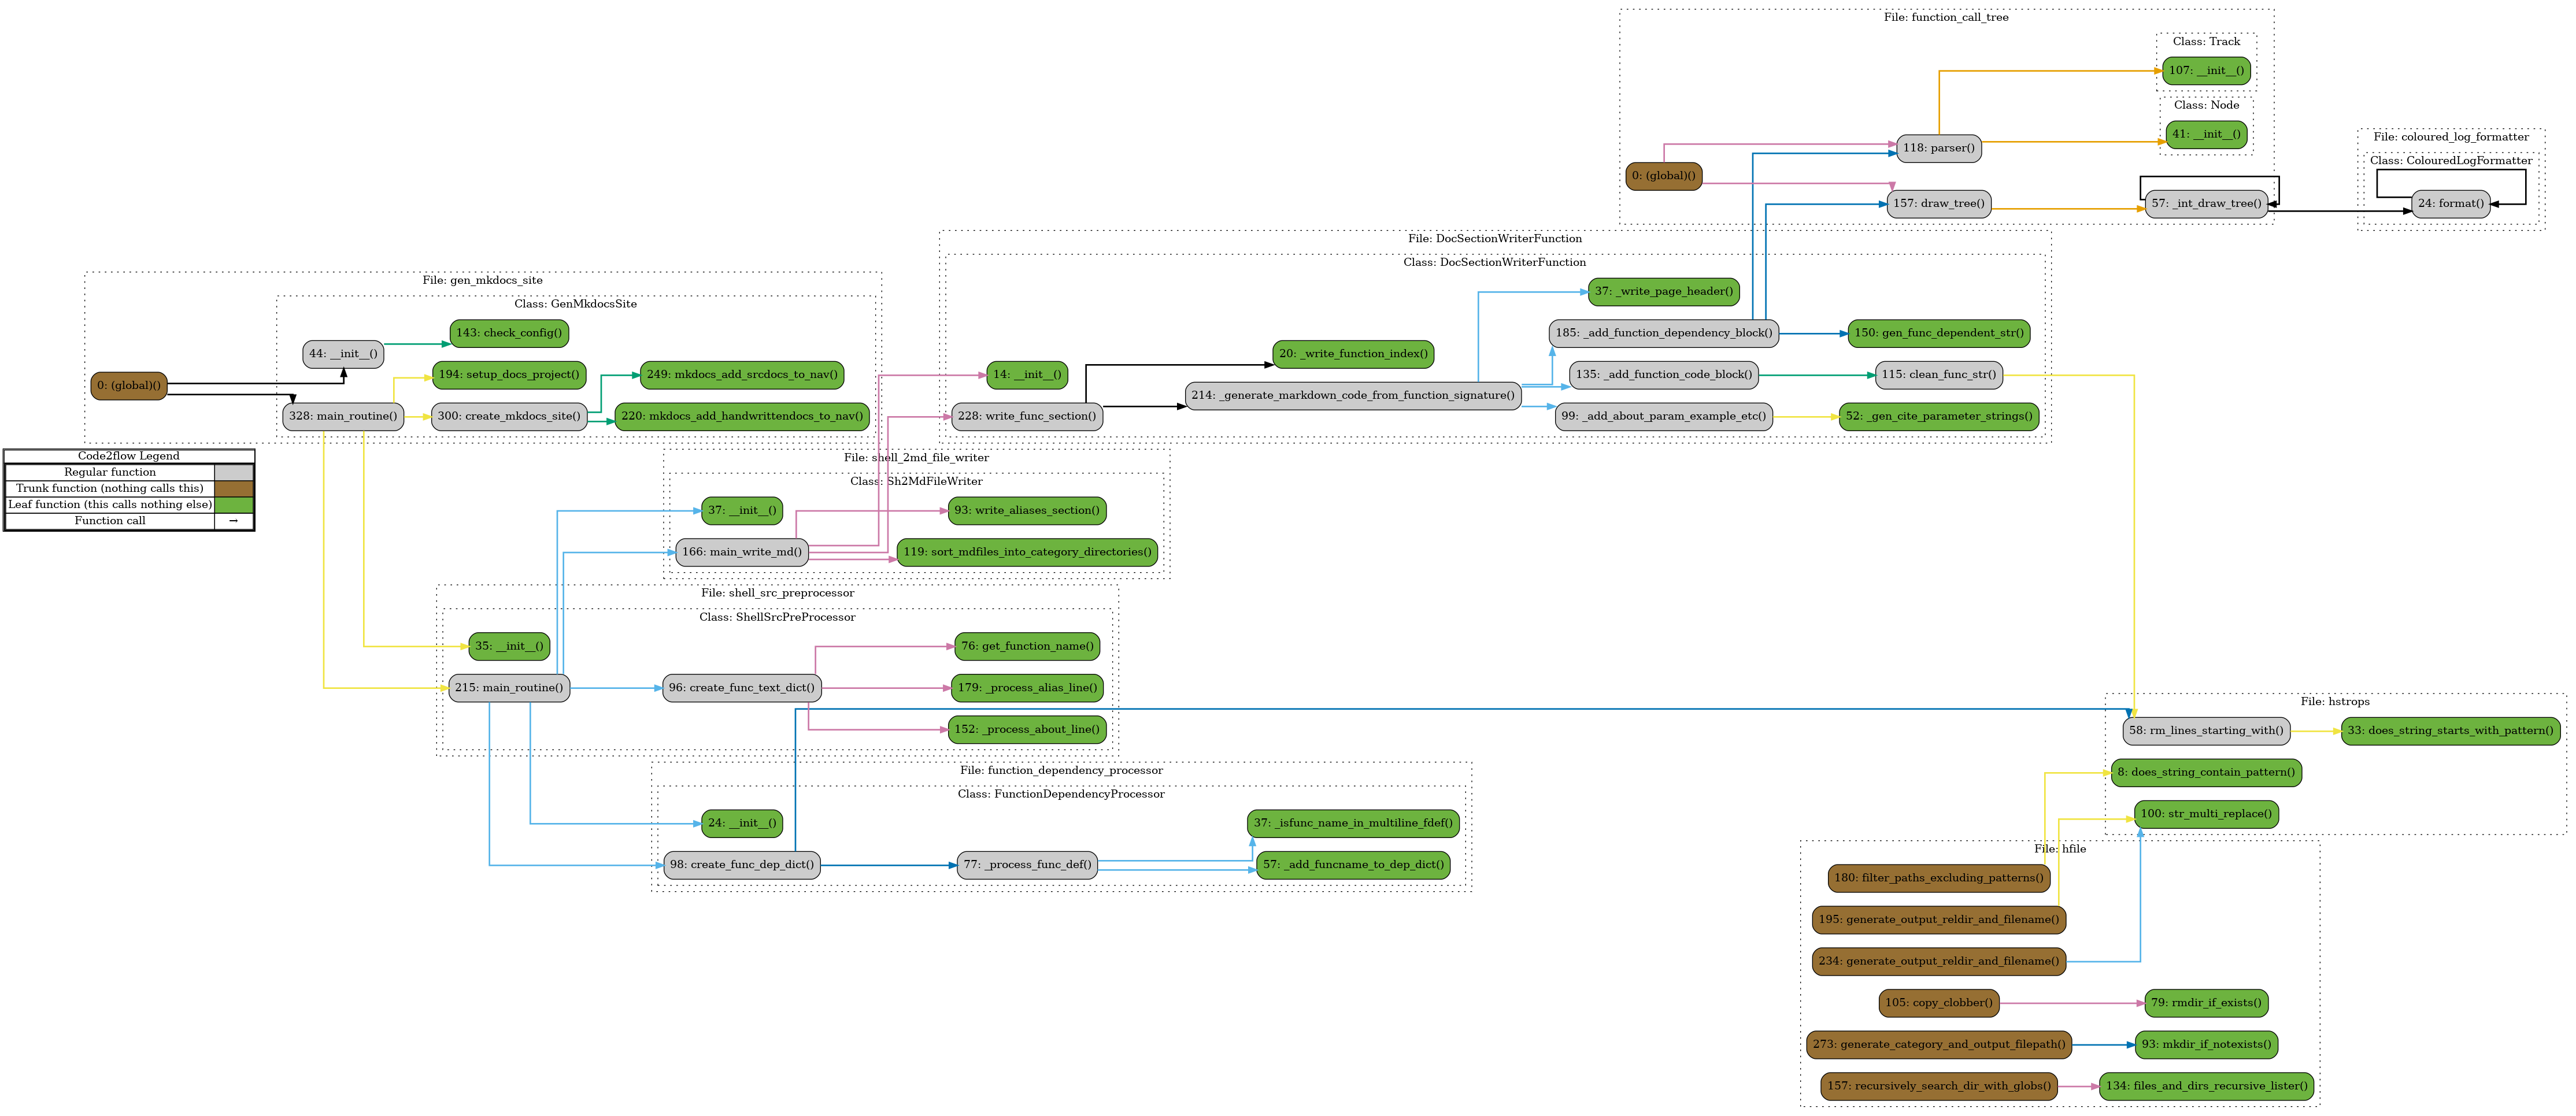 File: function_call_tree
Class: Track
107: __init__()
Class: Node
41: __init__()
118: parser()
0: (global)()
157: draw_tree()
57: _int_draw_tree()
File: coloured_log_formatter
Class: ColouredLogFormatter
24: format()
File: DocSectionWriterFunction
Class: DocSectionWriterFunction
37: _write_page_header()
185: _add_function_dependency_block()
150: gen_func_dependent_str()
20: _write_function_index()
14: __init__()
135: _add_function_code_block()
115: clean_func_str()
214: _generate_markdown_code_from_function_signature()
228: write_func_section()
99: _add_about_param_example_etc()
52: _gen_cite_parameter_strings()
File: gen_mkdocs_site
Class: GenMkdocsSite
143: check_config()
44: __init__()
194: setup_docs_project()
249: mkdocs_add_srcdocs_to_nav()
0: (global)()
328: main_routine()
300: create_mkdocs_site()
220: mkdocs_add_handwrittendocs_to_nav()
Code2flow Legend
Regular function
Trunk function (nothing calls this)
Leaf function (this calls nothing else)
Function call →
File: shell_2md_file_writer
Class: Sh2MdFileWriter
37: __init__()
93: write_aliases_section()
166: main_write_md()
119: sort_mdfiles_into_category_directories()
File: shell_src_preprocessor
Class: ShellSrcPreProcessor
35: __init__()
76: get_function_name()
215: main_routine()
96: create_func_text_dict()
179: _process_alias_line()
152: _process_about_line()
File: function_dependency_processor
Class: FunctionDependencyProcessor
24: __init__()
37: _isfunc_name_in_multiline_fdef()
98: create_func_dep_dict()
77: _process_func_def()
57: _add_funcname_to_dep_dict()
File: hstrops
58: rm_lines_starting_with()
33: does_string_starts_with_pattern()
8: does_string_contain_pattern()
100: str_multi_replace()
File: hfile
180: filter_paths_excluding_patterns()
195: generate_output_reldir_and_filename()
234: generate_output_reldir_and_filename()
105: copy_clobber()
79: rmdir_if_exists()
273: generate_category_and_output_filepath()
93: mkdir_if_notexists()
157: recursively_search_dir_with_globs()
134: files_and_dirs_recursive_lister()